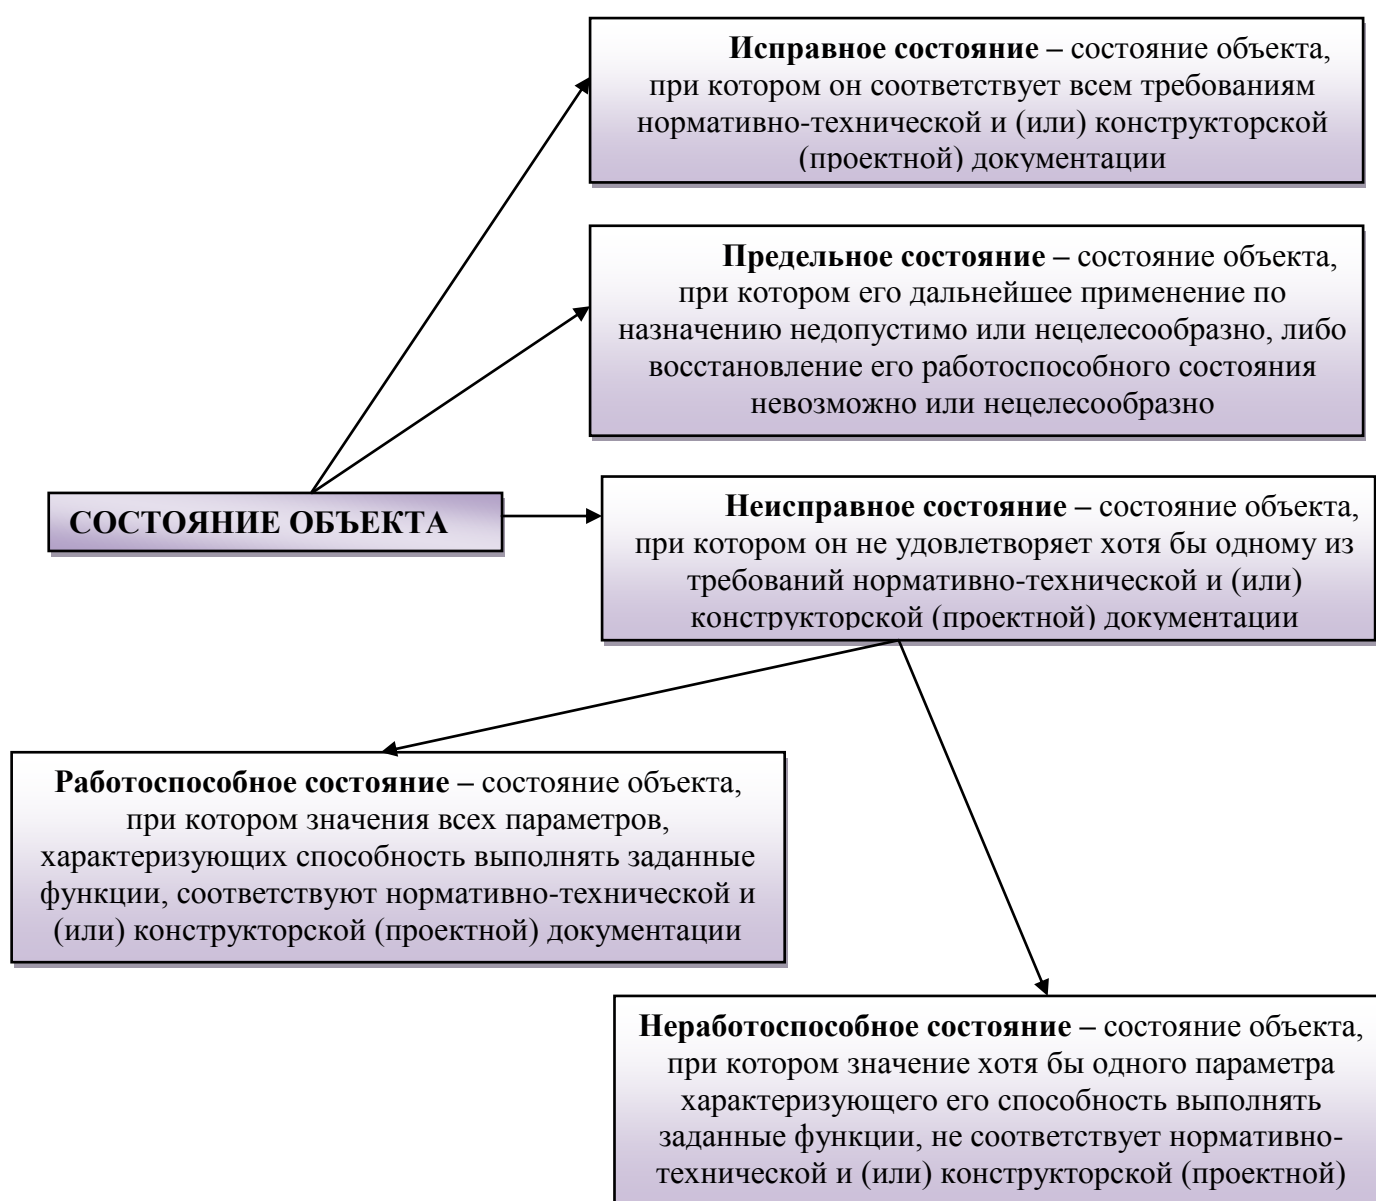 Исправное состояние – состояние объекта,
при котором он соответствует всем требованиям
нормативно-технической и (или) конструкторской
(проектной) документации
Предельное состояние – состояние объекта,
при котором его дальнейшее применение по
назначению недопустимо или нецелесообразно, либо
восстановление его работоспособного состояния
невозможно или нецелесообразно
СОСТОЯНИЕ ОБЪЕКТА
Неисправное состояние – состояние объекта,
при котором он не удовлетворяет хотя бы одному из
требований нормативно-технической и (или)
конструкторской (проектной) документации
Работоспособное состояние – состояние объекта,
при котором значения всех параметров,
характеризующих способность выполнять заданные
функции, соответствуют нормативно-технической и
(или) конструкторской (проектной) документации
Неработоспособное состояние – состояние объекта,
при котором значение хотя бы одного параметра
характеризующего его способность выполнять
заданные функции, не соответствует нормативно-
технической и (или) конструкторской (проектной)